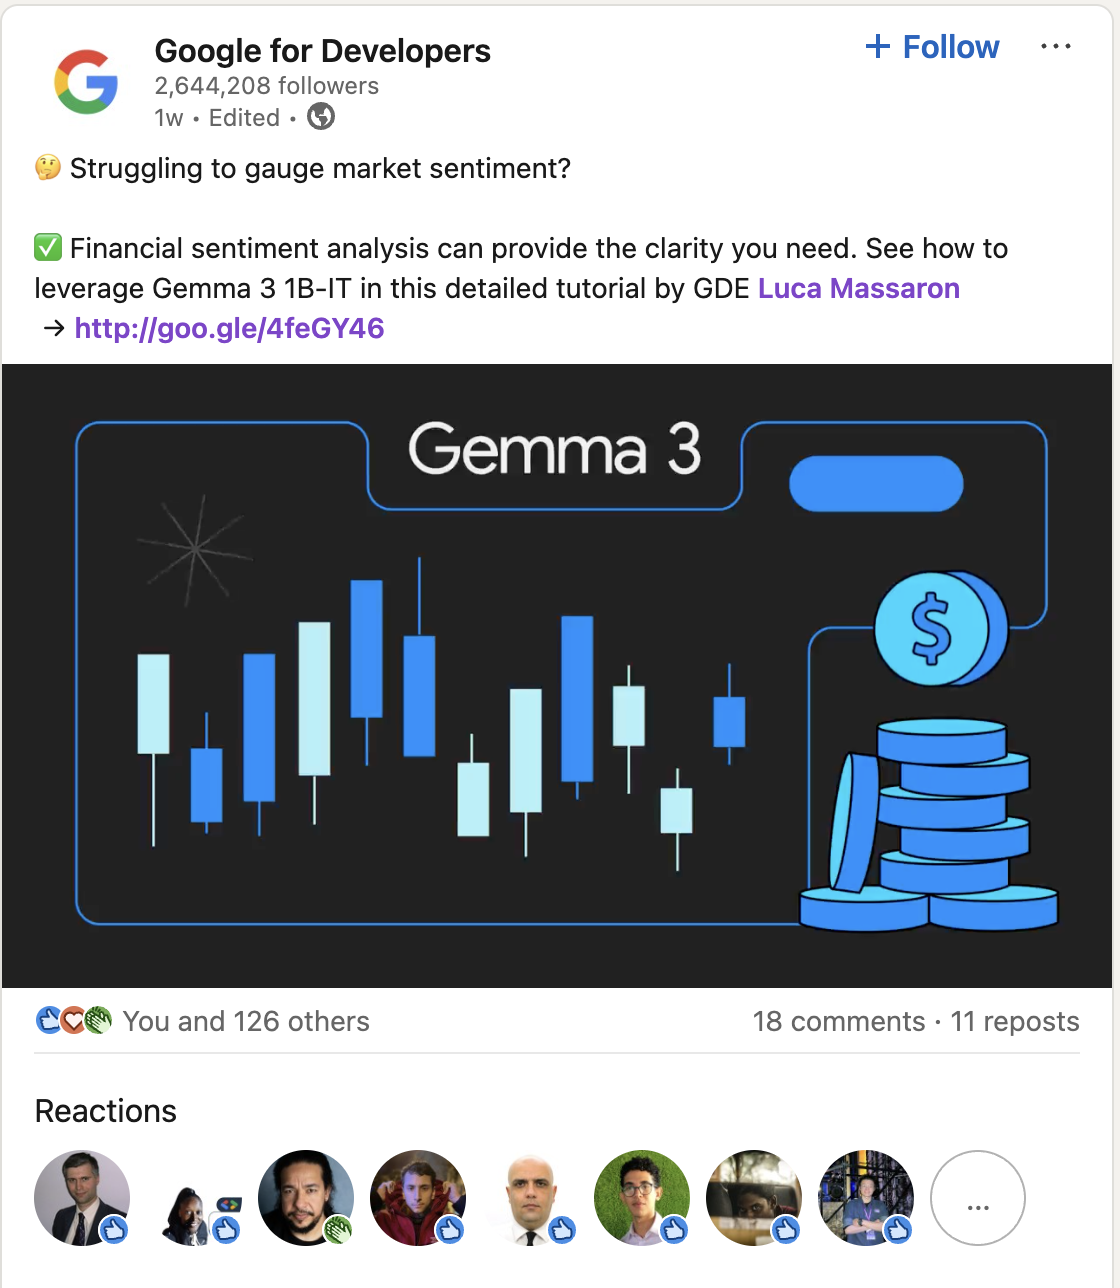 Google for Developers
+ Follow
2,644,208 followers
1w • Edited •
🤔 Struggling to gauge market sentiment?
✅ Financial sentiment analysis can provide the clarity you need. See how to
leverage Gemma 3 1B-IT in this detailed tutorial by GDE Luca Massaron
→ http://goo.gle/4feGY46
Gemma 3
$
You and 126 others
18 comments · 11 reposts
Reactions
...